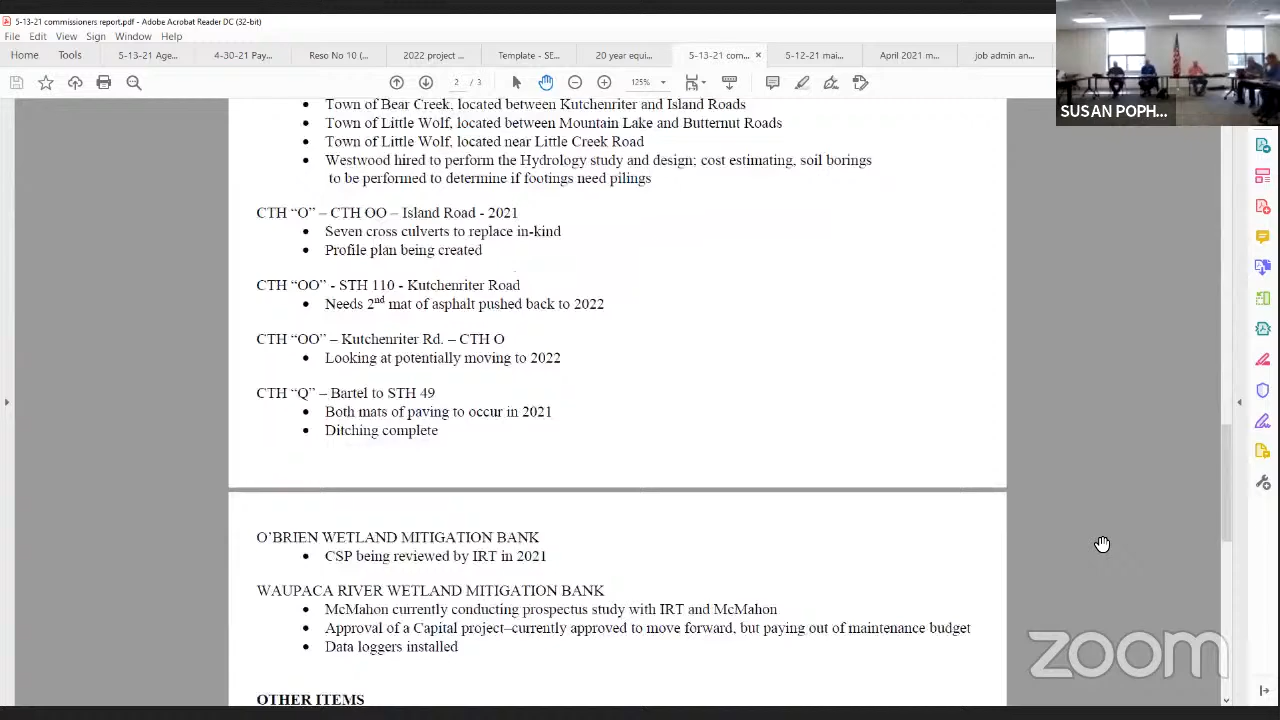 5-13-21 commissioners report.pdf - Adobe Acrobat Reader DC (32-bit)
File Edit View Sign Window Help
Home Tools 5-13-21 Age... 4-30-21 Pay... Reso No 10 (... 2022 project ... Template - SE... 20 year equi... 5-13-21 com... × 5-12-21 mai... April 2021 m... job admin an...
2 / 3 125%
SUSAN POPH...
Town of Bear Creek, located between Kutchenriter and Island Roads
• Town of Little Wolf, located between Mountain Lake and Butternut Roads
• Town of Little Wolf, located near Little Creek Road
• Westwood hired to perform the Hydrology study and design; cost estimating, soil borings
to be performed to determine if footings need pilings
CTH “O” – CTH OO – Island Road - 2021
• Seven cross culverts to replace in-kind
• Profile plan being created
CTH “OO” - STH 110 - Kutchenriter Road
• Needs 2nd mat of asphalt pushed back to 2022
CTH “OO” – Kutchenriter Rd. – CTH O
• Looking at potentially moving to 2022
CTH “Q” – Bartel to STH 49
• Both mats of paving to occur in 2021
• Ditching complete
O’BRIEN WETLAND MITIGATION BANK
• CSP being reviewed by IRT in 2021
WAUPACA RIVER WETLAND MITIGATION BANK
• McMahon currently conducting prospectus study with IRT and McMahon
• Approval of a Capital project–currently approved to move forward, but paying out of maintenance budget
• Data loggers installed
OTHER ITEMS
zoom